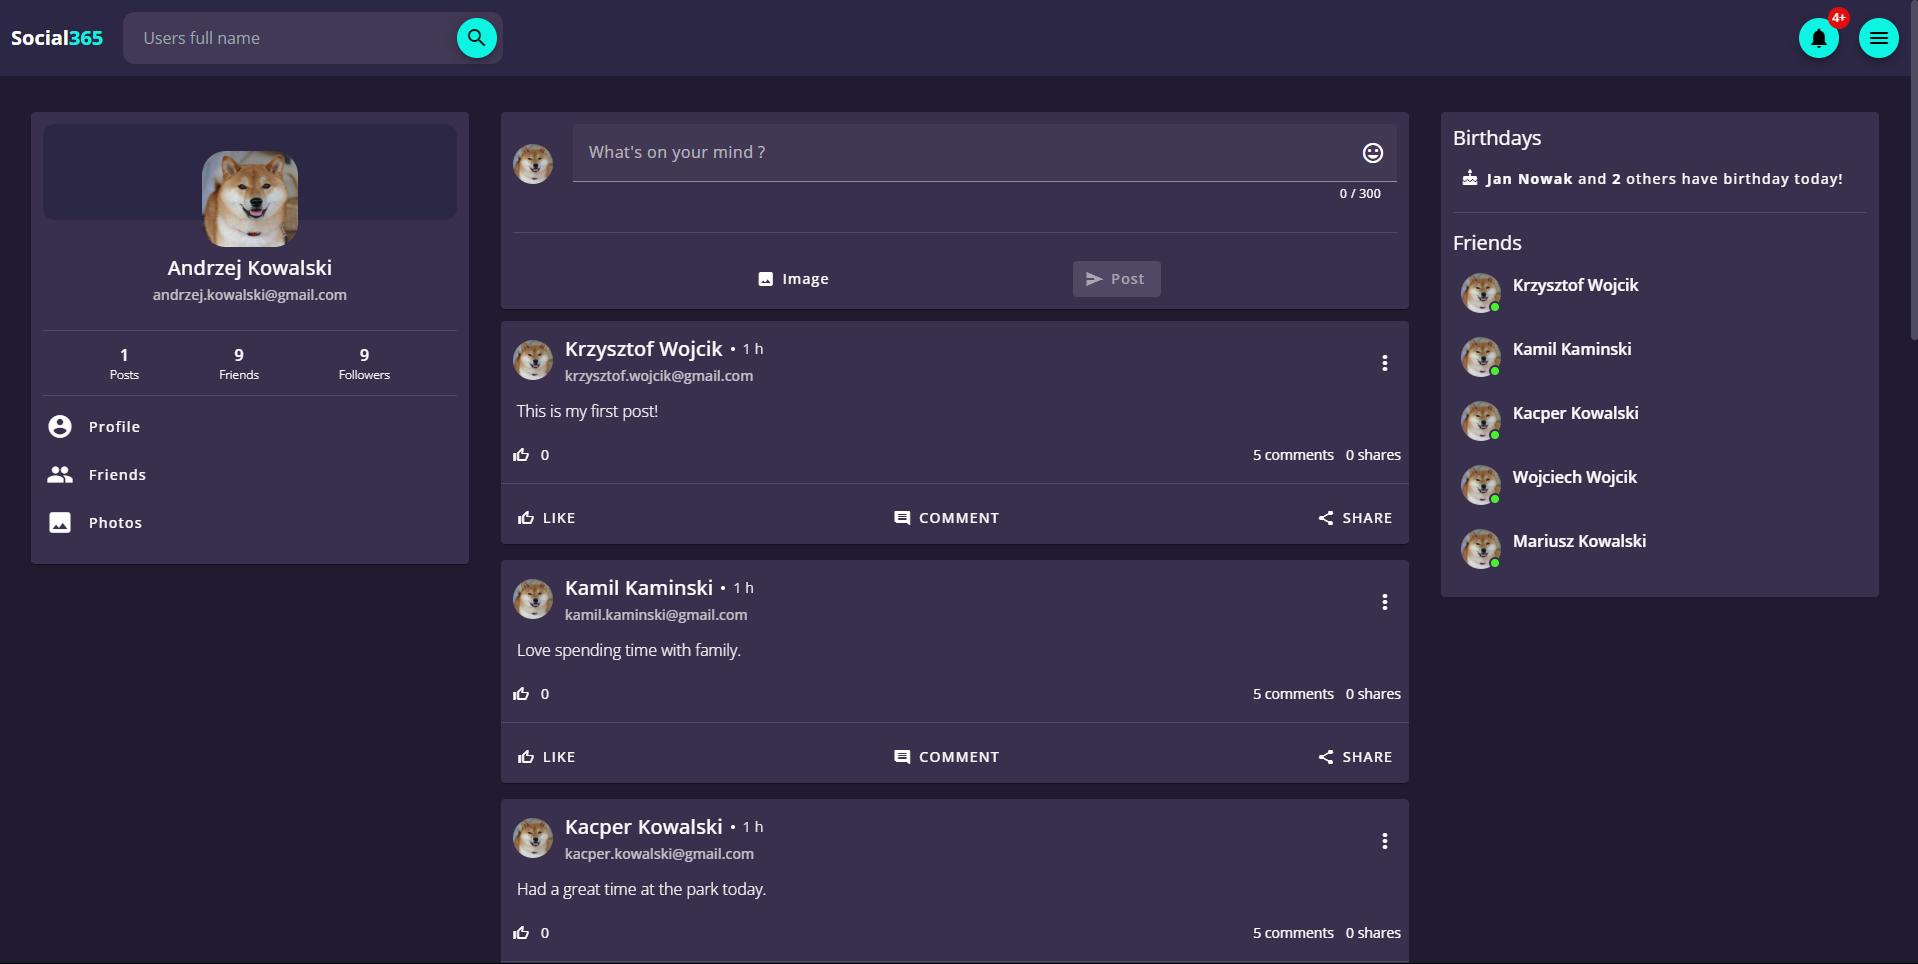 Social365
Users full name
4+
Andrzej Kowalski
andrzej.kowalski@gmail.com
1 9 9
Posts Friends Followers
Profile
Friends
Photos
What's on your mind ?
0 / 300
Image Post
Krzysztof Wojcik • 1 h
krzysztof.wojcik@gmail.com
This is my first post!
0 5 comments 0 shares
LIKE COMMENT SHARE
Kamil Kaminski • 1 h
kamil.kaminski@gmail.com
Love spending time with family.
0 5 comments 0 shares
LIKE COMMENT SHARE
Kacper Kowalski • 1 h
kacper.kowalski@gmail.com
Had a great time at the park today.
0 5 comments 0 shares
Birthdays
Jan Nowak and 2 others have birthday today!
Friends
Krzysztof Wojcik
Kamil Kaminski
Kacper Kowalski
Wojciech Wojcik
Mariusz Kowalski